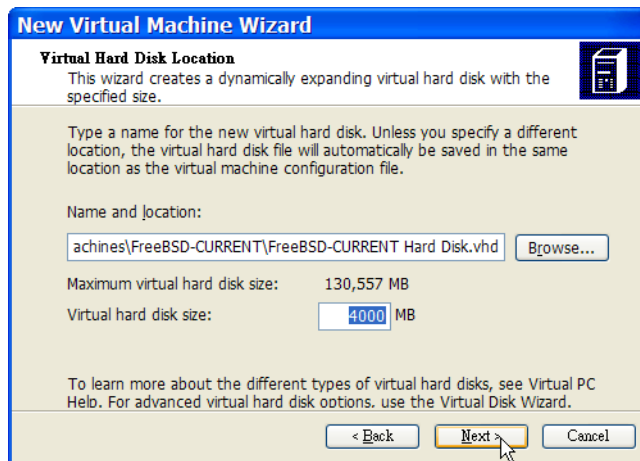 New Virtual Machine Wizard
Virtual Hard Disk Location
This wizard creates a dynamically expanding virtual hard disk with the
specified size.
Type a name for the new virtual hard disk. Unless you specify a different
location, the virtual hard disk file will automatically be saved in the same
location as the virtual machine configuration file.
Name and location:
achines\FreeBSD-CURRENT\FreeBSD-CURRENT Hard Disk.vhd Browse...
Maximum virtual hard disk size: 130,557 MB
Virtual hard disk size: 4000 MB
To learn more about the different types of virtual hard disks, see Virtual PC
Help. For advanced virtual hard disk options, use the Virtual Disk Wizard.
< Back Next > Cancel